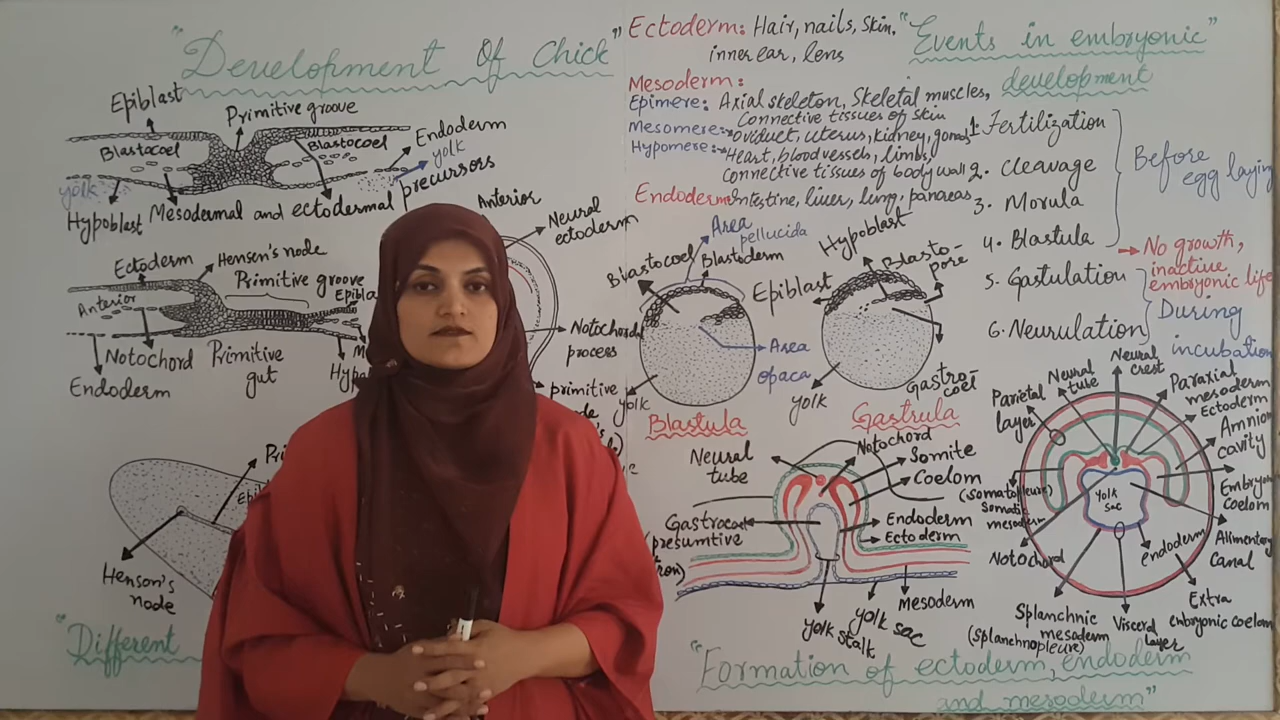 "Development Of Chick"
Epiblast
Primitive groove
Blastocoel
Blastocoel
Endoderm
yolk
yolk
precursors
Hypoblast
Mesodermal and ectodermal
Ectoderm
Hensen's node
Primitive groove
Anterior
Notochord
Primitive
gut
Endoderm
Anterior
Neural
ectoderm
Notochordal
process
primitive
Henson's
node
"Different
Ectoderm: Hair, nails, Skin,
inner ear, lens
Mesoderm:
Epimere: Axial skeleton, Skeletal muscles,
Connective tissues of skin
Mesomere: oviduct, uterus, kidney, gonad
Hypomere: Heart, blood vessels, limbs,
connective tissues of body wall
Endoderm: Intestine, liver, lung, pancreas
"Events in embryonic"
development
1. Fertilization
2. Cleavage
3. Morula
4. Blastula
Before
egg laying
No growth,
inactive
embryonic life
5. Gastulation
6. Neurulation
During
incubation
Area
pellucida
Blastocoel
Blastoderm
Area
opaca
yolk
Blastula
Hypoblast
Blasto-
pore
Epiblast
Gastro-
coel
yolk
Gastrula
Neural
tube
Notochord
Somite
Coelom
(somatopleure)
Somatic
mesoderm
Gastrocoel
presumtive
Endoderm
Ectoderm
Mesoderm
yolk sac
yolk
stalk
Parietal
layer
Neural
tube
Neural
crest
Paraxial
mesoderm
Ectoderm
Amnion
cavity
Embryonic
coelom
Alimentary
canal
yolk
sac
endoderm
Notochord
Extra
embryonic coelom
Splanchnic
mesoderm
(splanchnopleure)
Visceral
layer
"Formation of ectoderm, endoderm
and mesoderm"